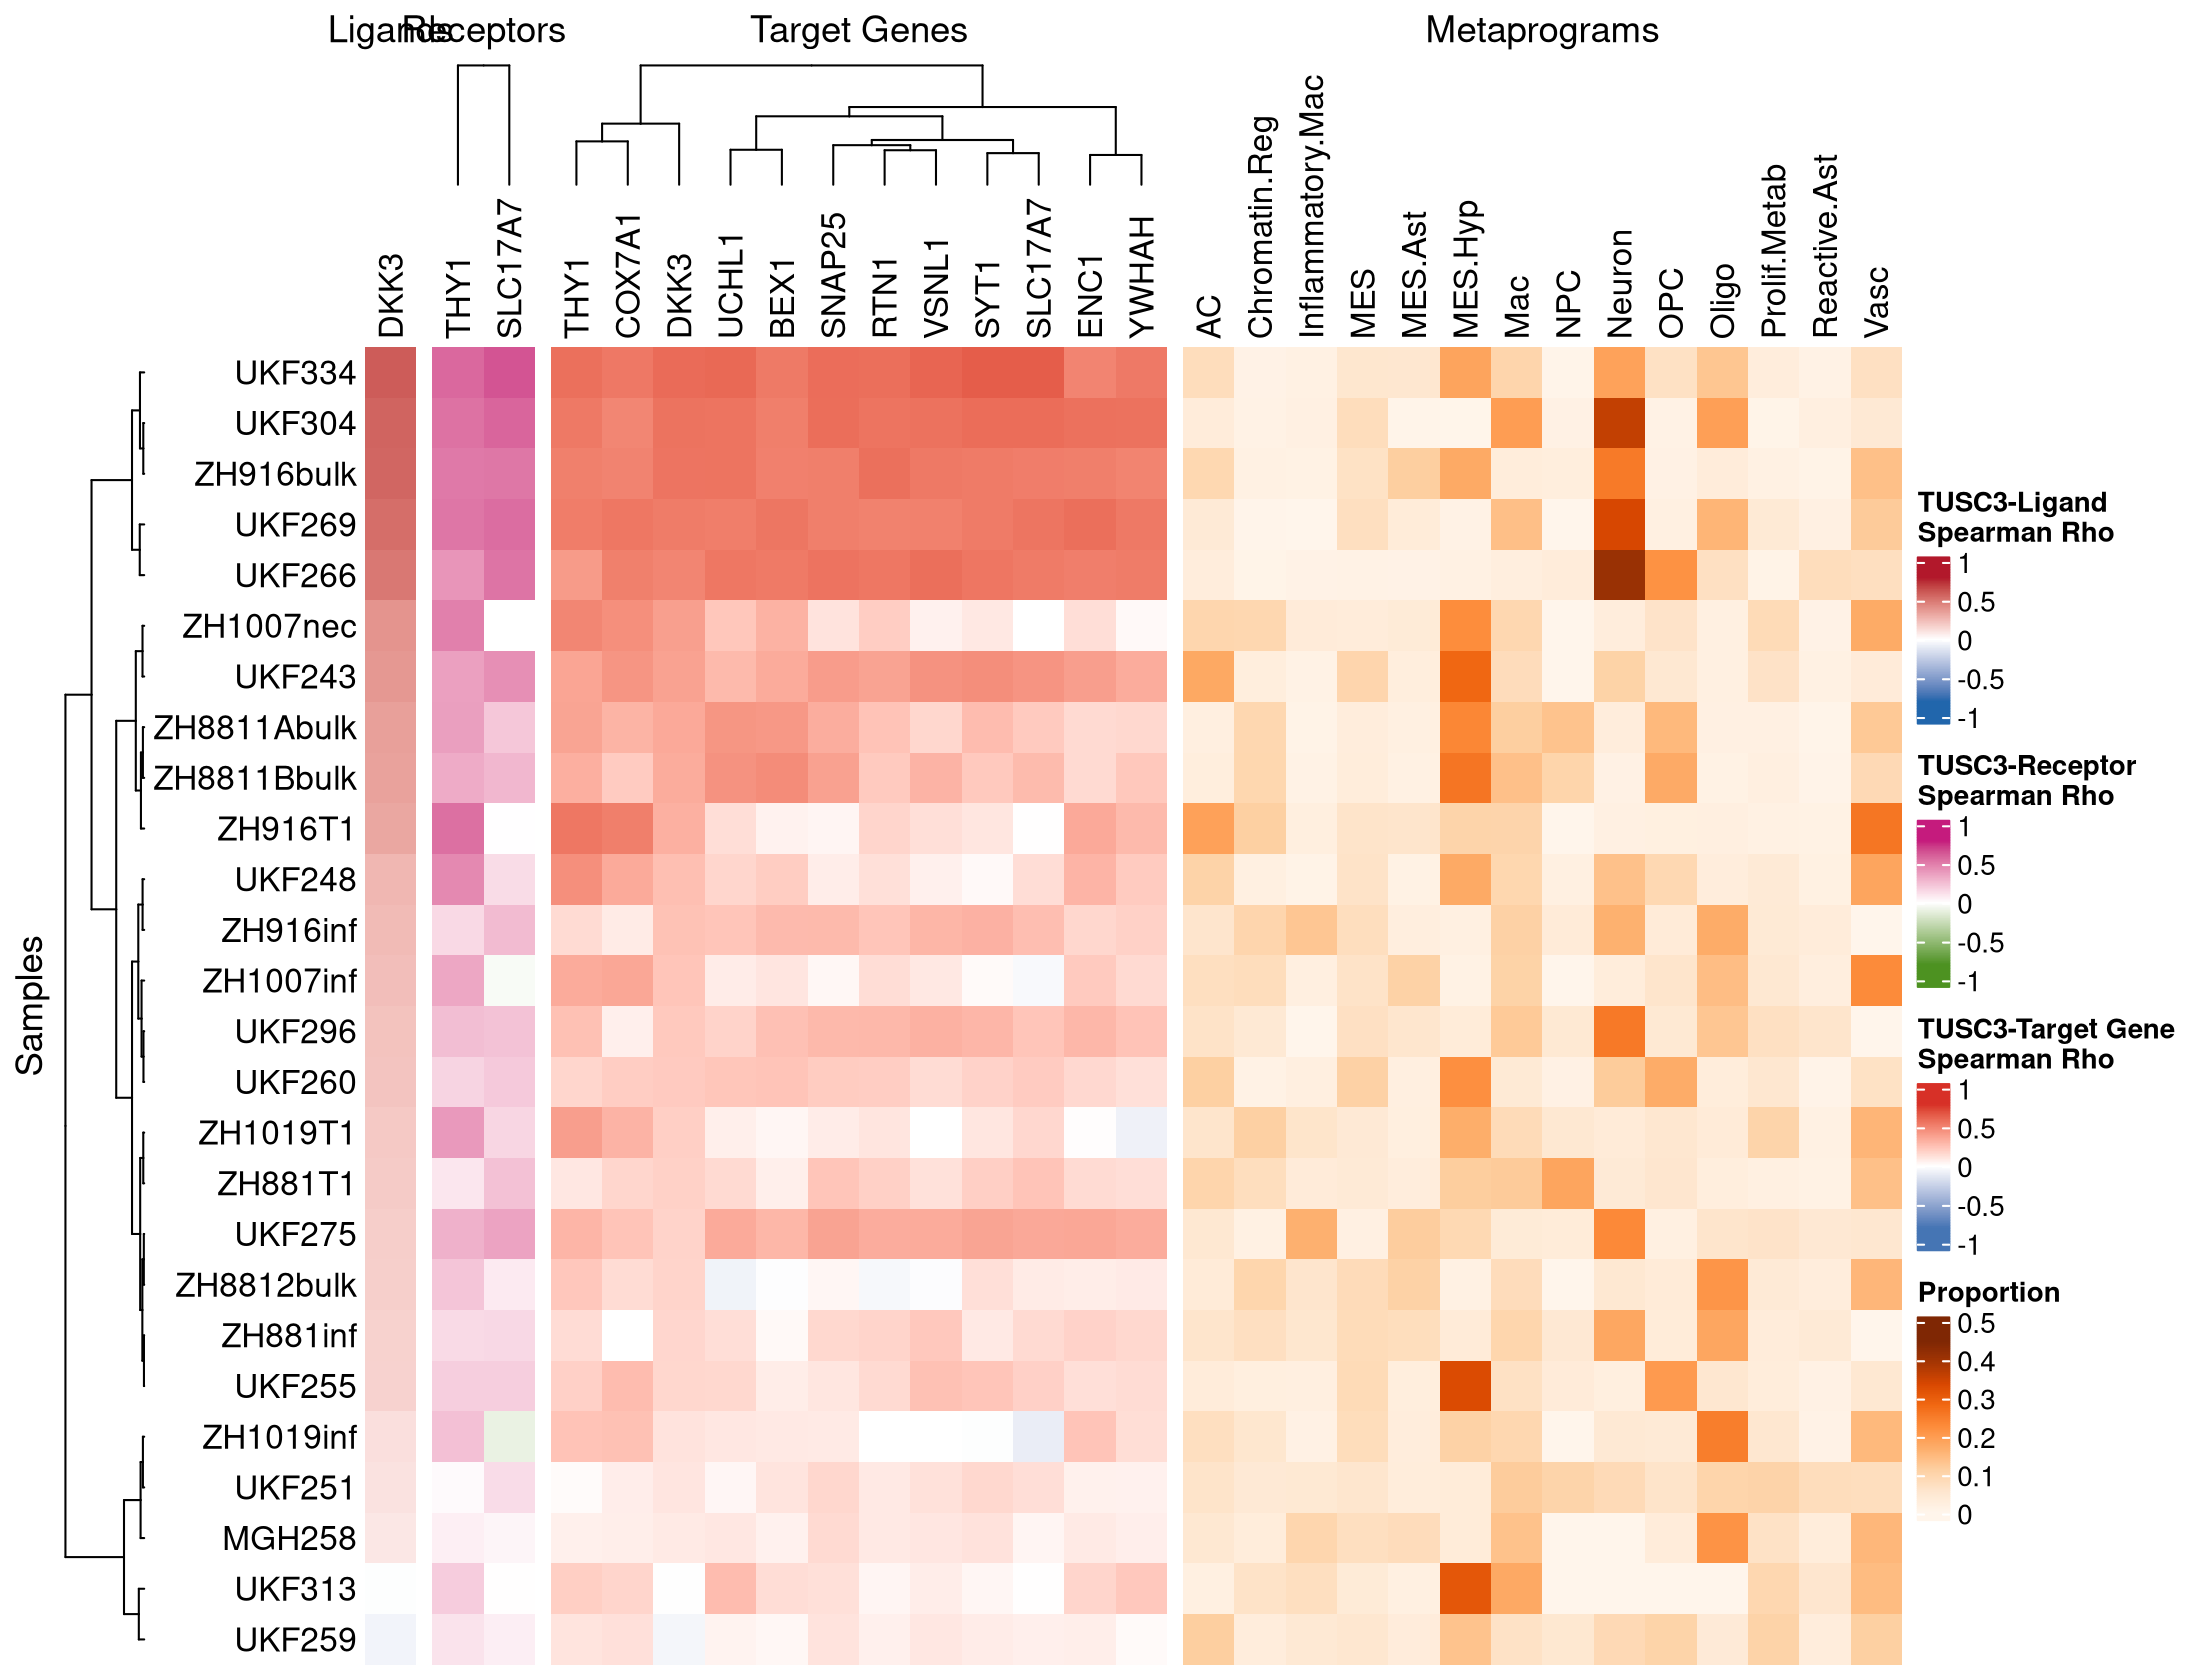 Ligands Receptors Target Genes Metaprograms
DKK3 THY1 SLC17A7 THY1 COX7A1 DKK3 UCHL1 BEX1 SNAP25 RTN1 VSNL1 SYT1 SLC17A7 ENC1 YWHAH AC Chromatin.Reg Inflammatory.Mac MES MES.Ast MES.Hyp Mac NPC Neuron OPC Oligo Prolif.Metab Reactive.Ast Vasc
Samples
UKF334
UKF304
ZH916bulk
UKF269
UKF266
ZH1007nec
UKF243
ZH8811Abulk
ZH8811Bbulk
ZH916T1
UKF248
ZH916inf
ZH1007inf
UKF296
UKF260
ZH1019T1
ZH881T1
UKF275
ZH8812bulk
ZH881inf
UKF255
ZH1019inf
UKF251
MGH258
UKF313
UKF259
TUSC3-Ligand
Spearman Rho
1
0.5
0
-0.5
-1
TUSC3-Receptor
Spearman Rho
1
0.5
0
-0.5
-1
TUSC3-Target Gene
Spearman Rho
1
0.5
0
-0.5
-1
Proportion
0.5
0.4
0.3
0.2
0.1
0